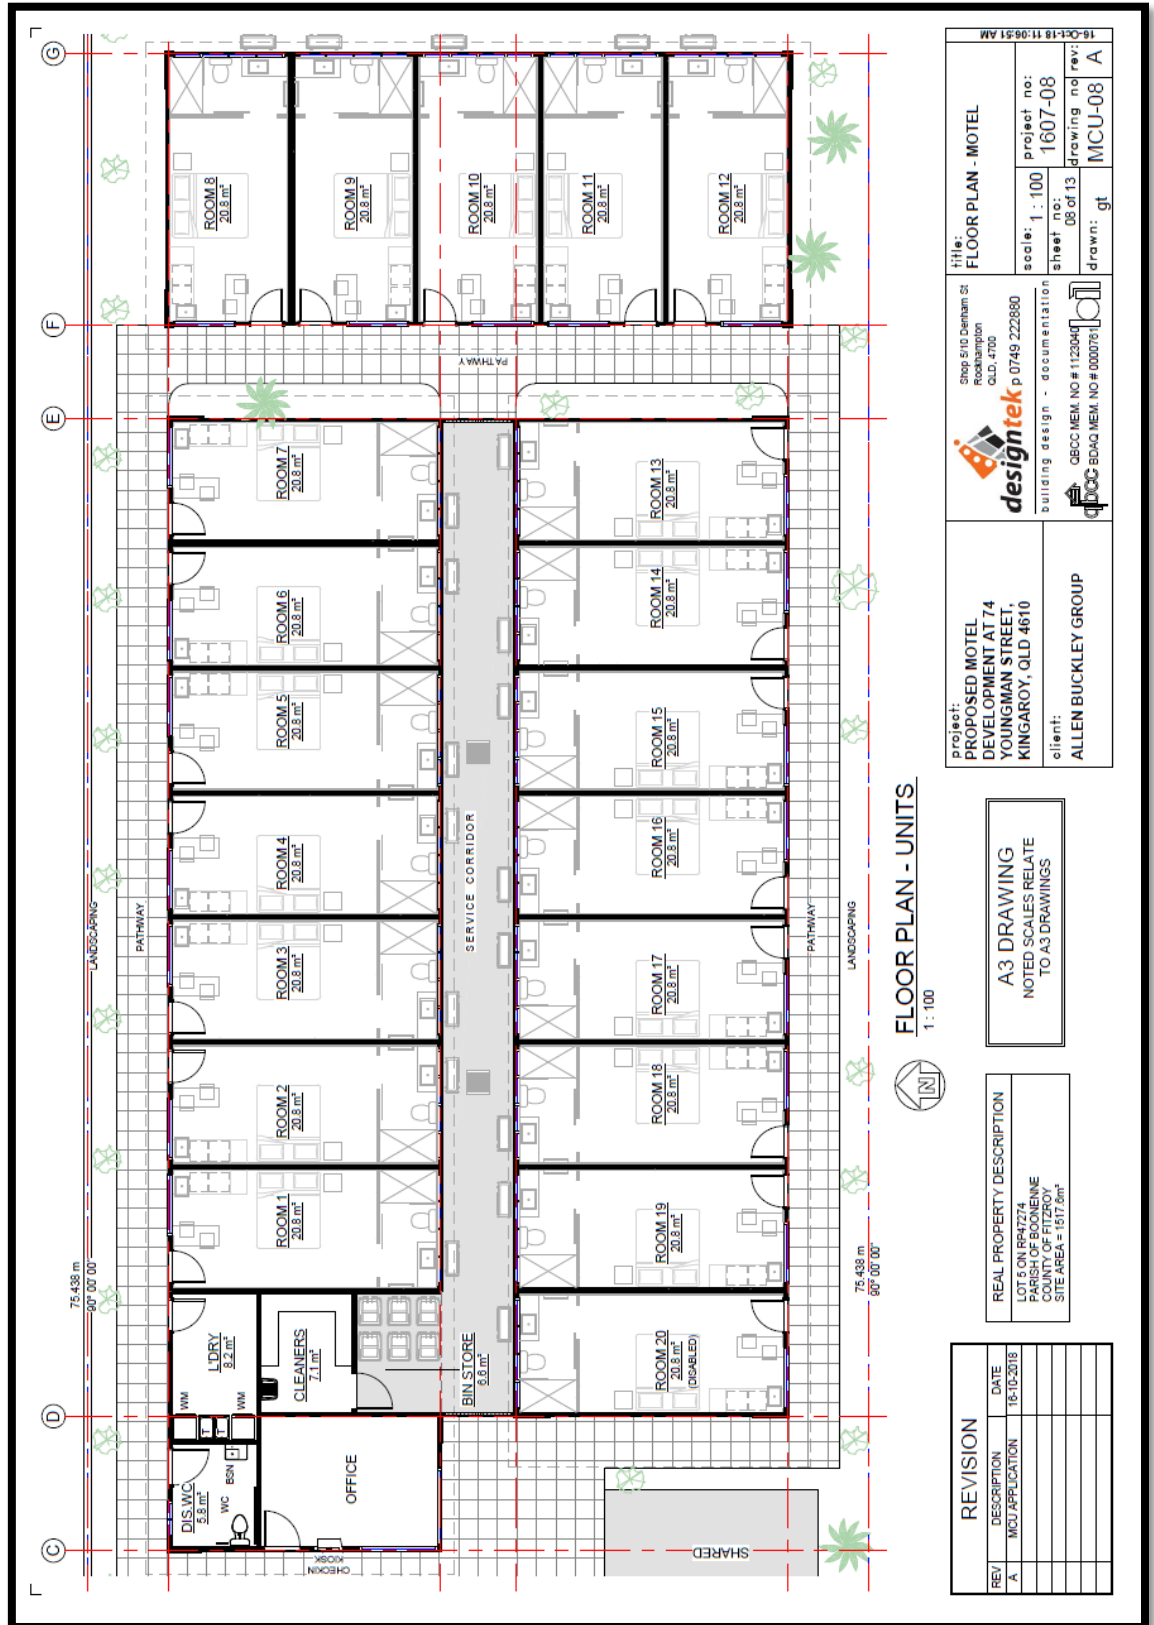 G
F
E
D
C
ROOM 8
20.8 m²
ROOM 9
20.8 m²
ROOM 10
20.8 m²
ROOM 11
20.8 m²
ROOM 12
20.8 m²
PATHWAY
ROOM 7
20.8 m²
ROOM 6
20.8 m²
ROOM 5
20.8 m²
ROOM 4
20.8 m²
ROOM 3
20.8 m²
ROOM 2
20.8 m²
ROOM 1
20.8 m²
LANDSCAPING
PATHWAY
75.438 m
90° 00' 00"
SERVICE CORRIDOR
ROOM 13
20.8 m²
ROOM 14
20.8 m²
ROOM 15
20.8 m²
ROOM 16
20.8 m²
ROOM 17
20.8 m²
ROOM 18
20.8 m²
ROOM 19
20.8 m²
ROOM 20
20.8 m²
(DISABLED)
PATHWAY
LANDSCAPING
75.438 m
90° 00' 00"
L'DRY
8.2 m²
CLEANERS
7.1 m²
BIN STORE
6.6 m²
WM
WM
T
T
DIS.WC
5.8 m²
WC
BSN
OFFICE
CHECKIN
KIOSK
SHARED
FLOOR PLAN - UNITS
1 : 100
N
REVISION
REV
DESCRIPTION
DATE
A
MCU APPLICATION
16-10-2018
REAL PROPERTY DESCRIPTION
LOT 5 ON RP47274
PARISH OF BOONENNE
COUNTY OF FITZROY
SITE AREA = 1517.6m²
A3 DRAWING
NOTED SCALES RELATE
TO A3 DRAWINGS
project:
PROPOSED MOTEL
DEVELOPMENT AT 74
YOUNGMAN STREET,
KINGAROY, QLD 4610
client:
ALLEN BUCKLEY GROUP
Shop 5/10 Denham St
Rockhampton
QLD, 4700
designtek p 0749 222880
building design - documentation
QBCC MEM. NO # 1123040
qbcc BDAQ MEM. NO # 0000761
title:
FLOOR PLAN - MOTEL
scale: 1 : 100
project no:
1607-08
sheet no:
08 of 13
drawing no
MCU-08
rev:
A
drawn: gt
16-Oct-18 11:06:51 AM